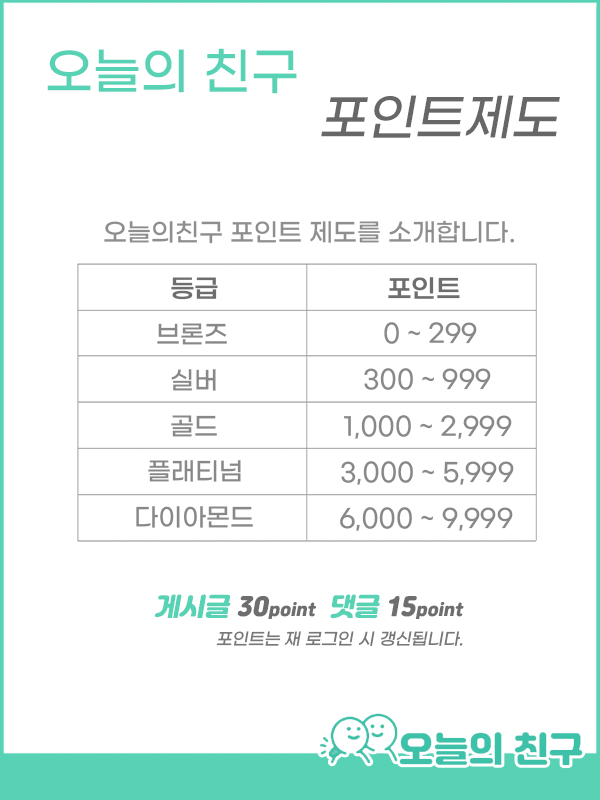 오늘의 친구
포인트제도
오늘의친구 포인트 제도를 소개합니다.
등급 포인트
브론즈 0 ~ 299
실버 300 ~ 999
골드 1,000 ~ 2,999
플래티넘 3,000 ~ 5,999
다이아몬드 6,000 ~ 9,999
게시글 30point 댓글 15point
포인트는 재 로그인 시 갱신됩니다.
오늘의 친구